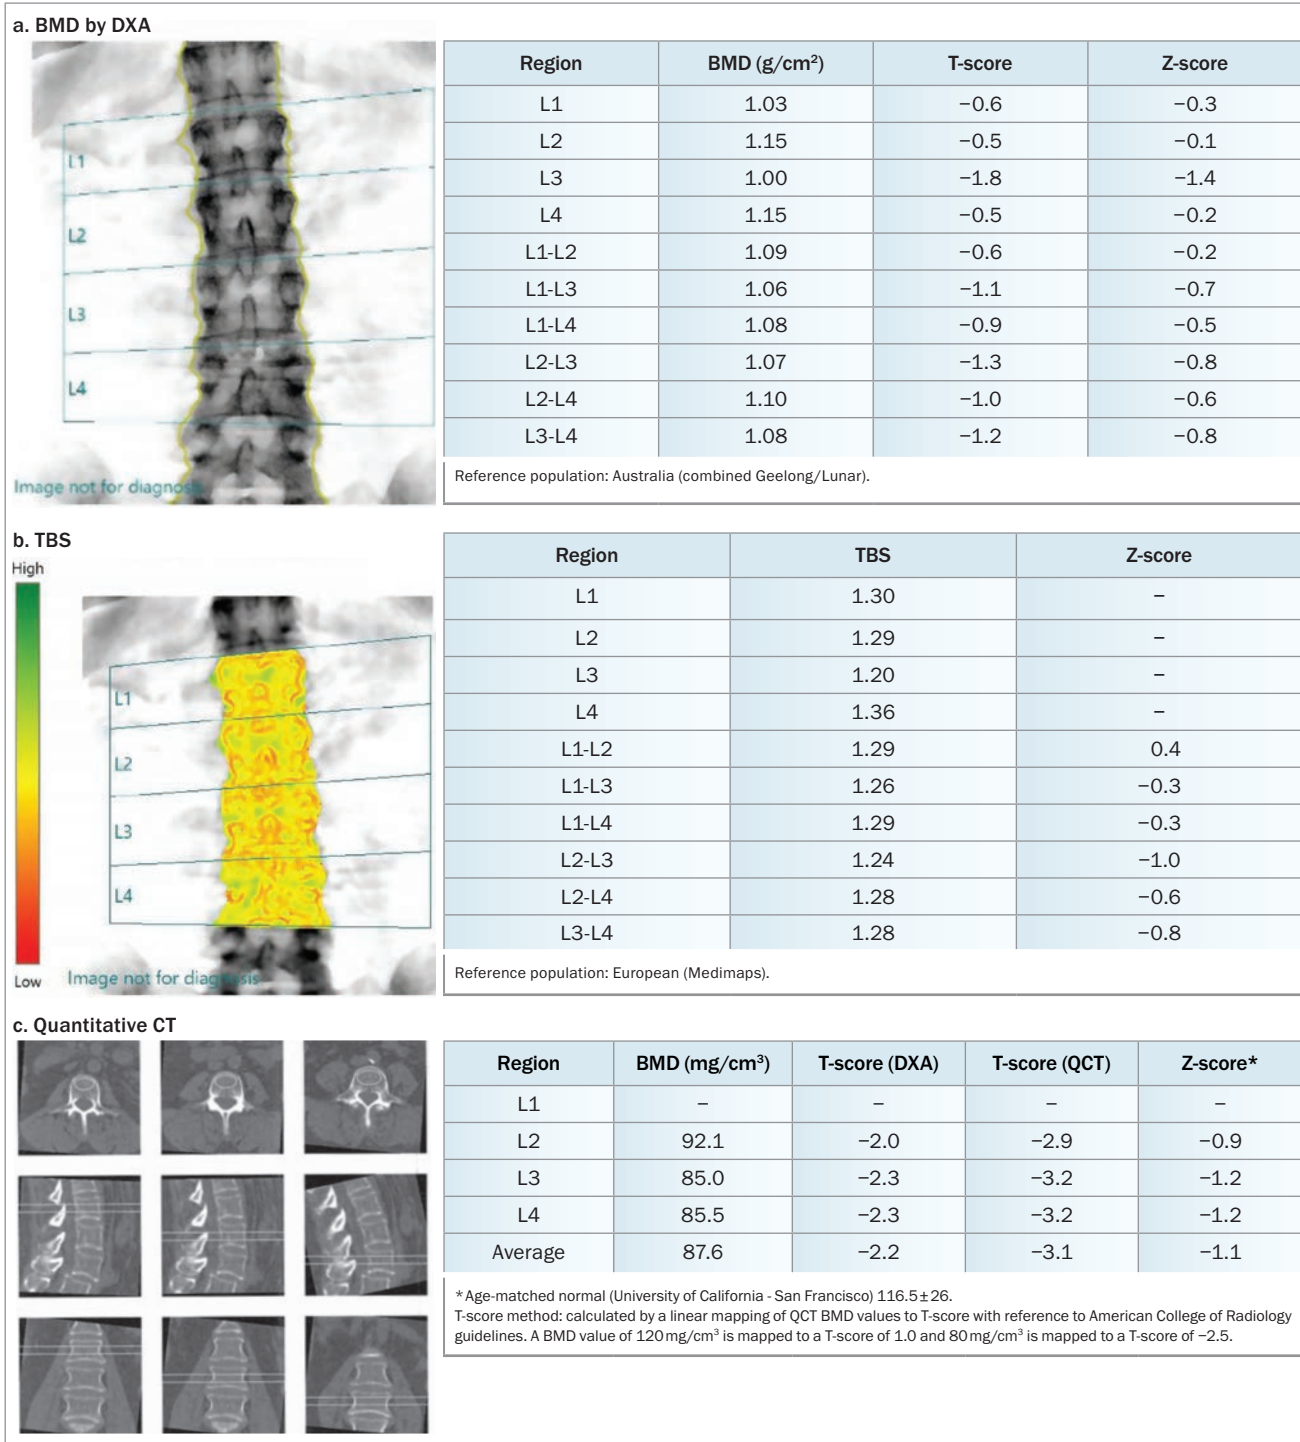 a. BMD by DXA
L1
L2
L3
L4
Image not for diagnosis
Region BMD (g/cm²) T-score Z-score
L1 1.03 −0.6 −0.3
L2 1.15 −0.5 −0.1
L3 1.00 −1.8 −1.4
L4 1.15 −0.5 −0.2
L1-L2 1.09 −0.6 −0.2
L1-L3 1.06 −1.1 −0.7
L1-L4 1.08 −0.9 −0.5
L2-L3 1.07 −1.3 −0.8
L2-L4 1.10 −1.0 −0.6
L3-L4 1.08 −1.2 −0.8
Reference population: Australia (combined Geelong/Lunar).
b. TBS
High
Low
L1
L2
L3
L4
Image not for diagnosis
Region TBS Z-score
L1 1.30 –
L2 1.29 –
L3 1.20 –
L4 1.36 –
L1-L2 1.29 0.4
L1-L3 1.26 −0.3
L1-L4 1.29 −0.3
L2-L3 1.24 −1.0
L2-L4 1.28 −0.6
L3-L4 1.28 −0.8
Reference population: European (Medimaps).
c. Quantitative CT
Region BMD (mg/cm³) T-score (DXA) T-score (QCT) Z-score*
L1 – – – –
L2 92.1 −2.0 −2.9 −0.9
L3 85.0 −2.3 −3.2 −1.2
L4 85.5 −2.3 −3.2 −1.2
Average 87.6 −2.2 −3.1 −1.1
*Age-matched normal (University of California - San Francisco) 116.5±26.
T-score method: calculated by a linear mapping of QCT BMD values to T-score with reference to American College of Radiology
guidelines. A BMD value of 120 mg/cm³ is mapped to a T-score of 1.0 and 80 mg/cm³ is mapped to a T-score of −2.5.